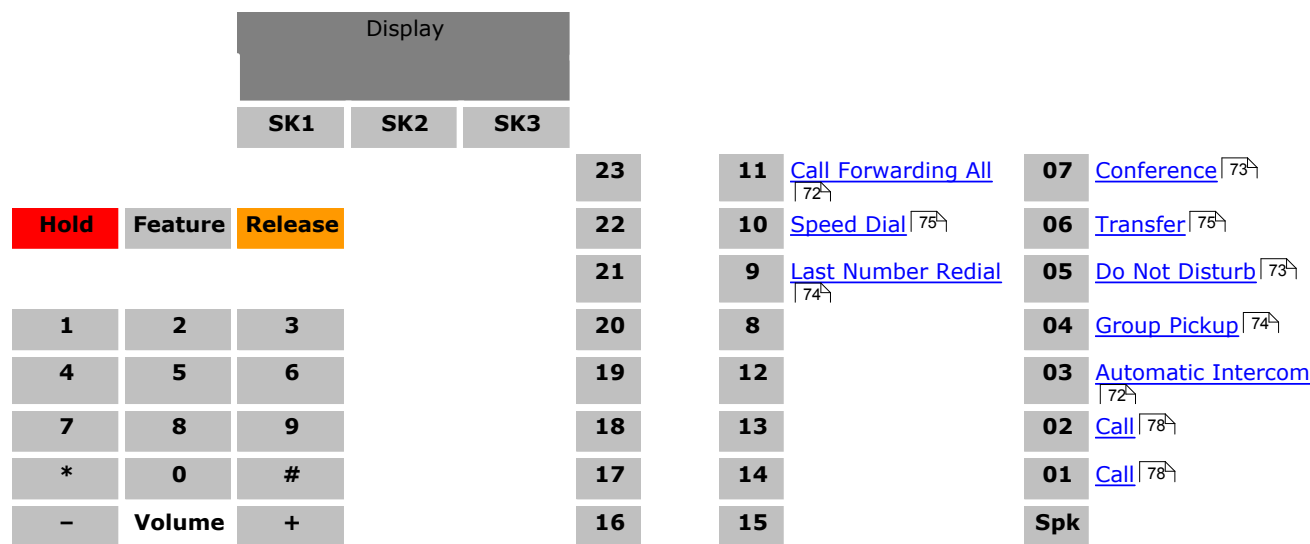 Display
SK1 SK2 SK3
23 11 Call Forwarding All 07 Conference 73
72
Hold Feature Release 22 10 Speed Dial 75 06 Transfer 75
21 9 Last Number Redial 05 Do Not Disturb 73
74
1 2 3 20 8 04 Group Pickup 74
4 5 6 19 12 03 Automatic Intercom
72
7 8 9 18 13 02 Call 78
* 0 # 17 14 01 Call 78
– Volume + 16 15 Spk